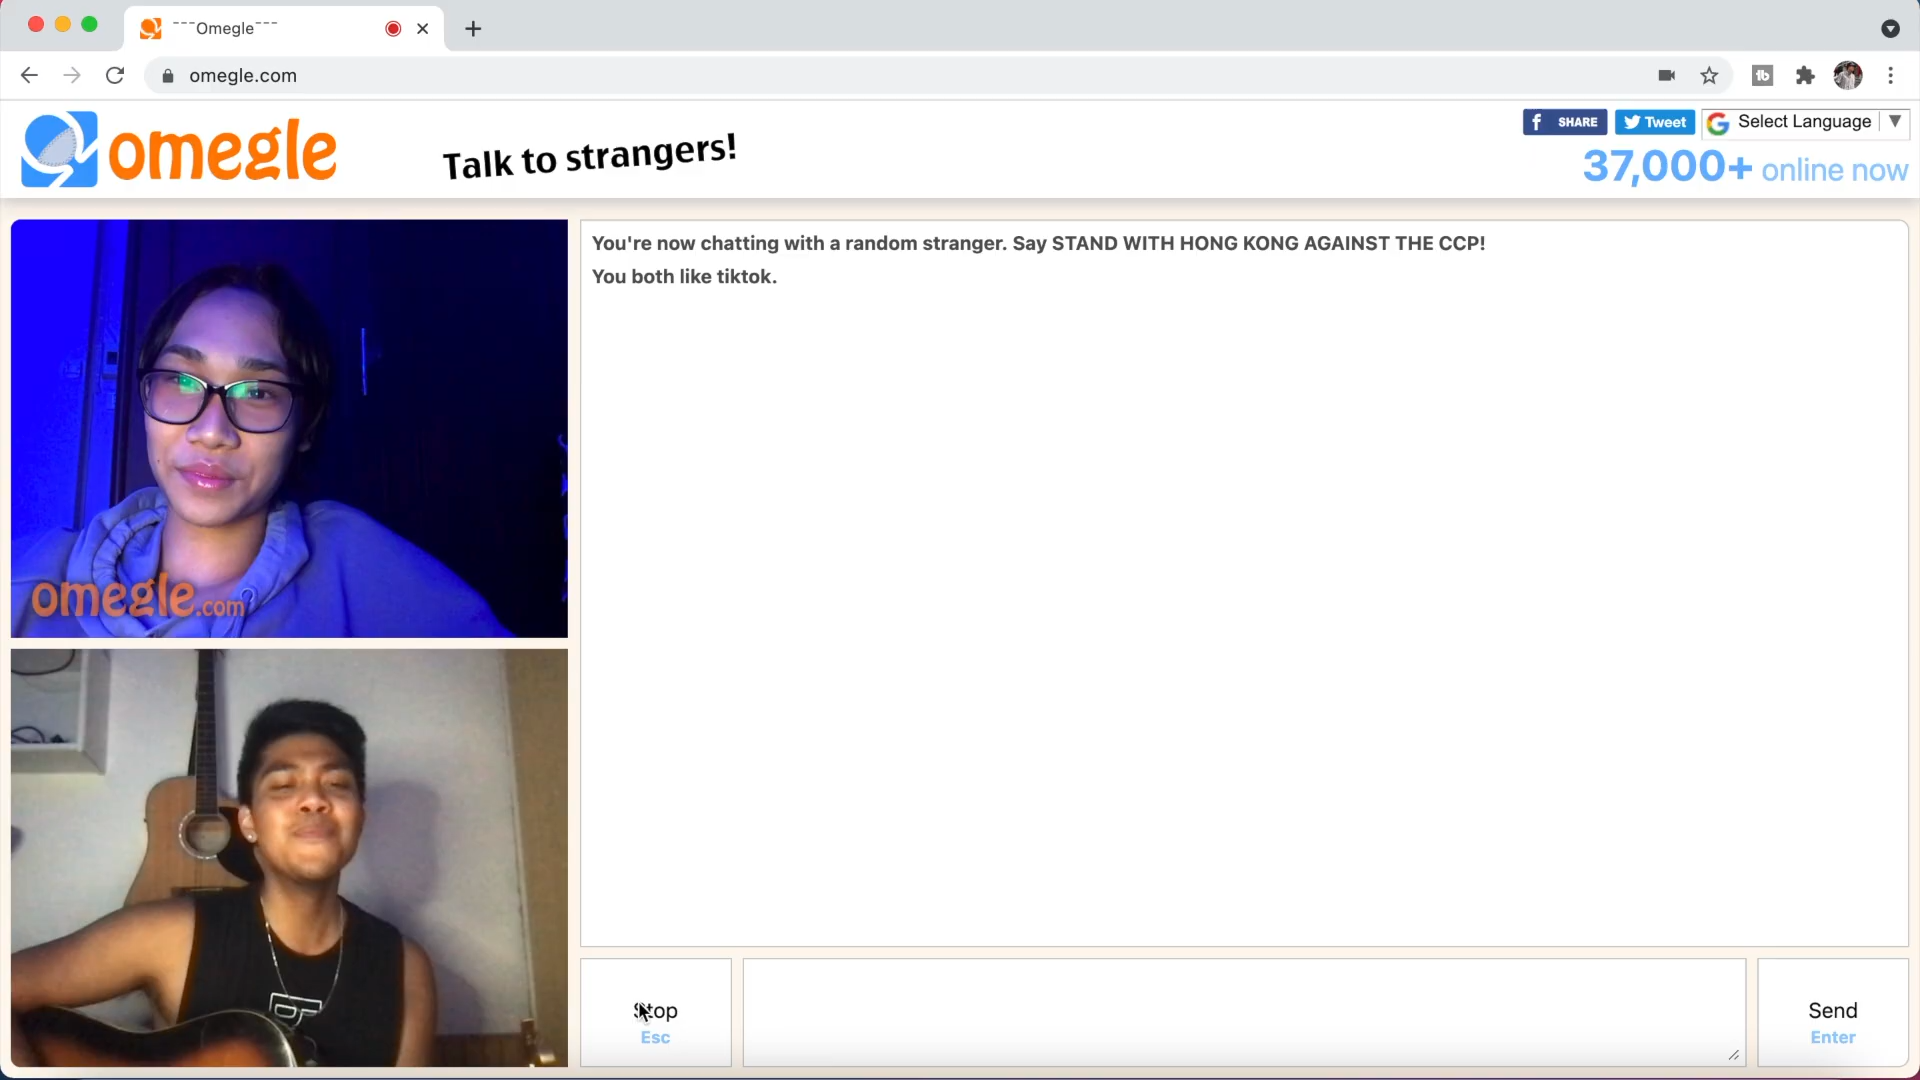 ---Omegle---
omegle.com
omegle
Talk to strangers!
f SHARE
Tweet
Select Language
37,000+ online now
You're now chatting with a random stranger. Say STAND WITH HONG KONG AGAINST THE CCP!
You both like tiktok.
omegle.com
Stop
Esc
Send
Enter